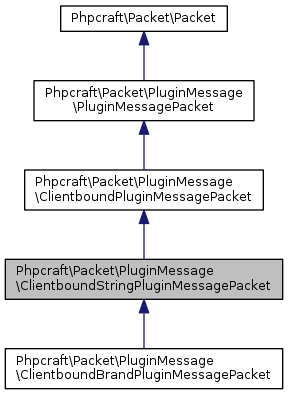 Phpcraft\Packet\Packet
Phpcraft\Packet\PluginMessage
\PluginMessagePacket
Phpcraft\Packet\PluginMessage
\ClientboundPluginMessagePacket
Phpcraft\Packet\PluginMessage
\ClientboundStringPluginMessagePacket
Phpcraft\Packet\PluginMessage
\ClientboundBrandPluginMessagePacket